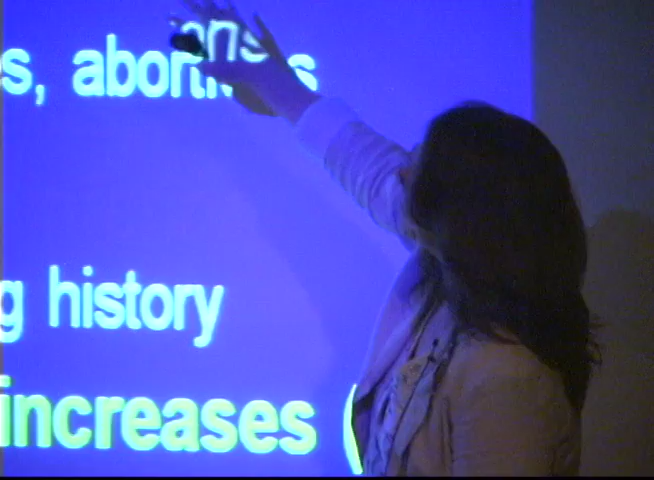 s, abortions
g history
increases (